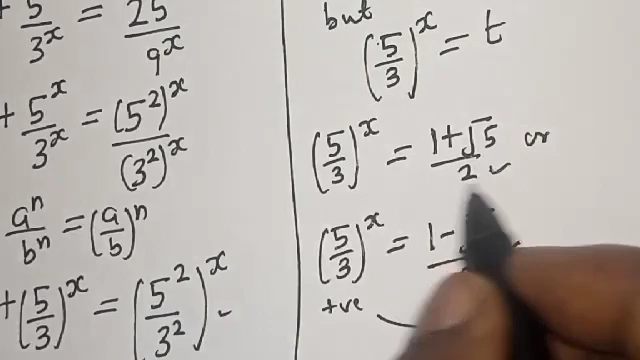 + 5/3^x = 25/9^x
+ 5^x/3^x = (5^2)^x/(3^2)^x
a^n/b^n = (a/b)^n
+ (5/3)^x = (5^2/3^2)^x
but
(5/3)^x = t
(5/3)^x = 1+√5/2 ✓ or
(5/3)^x = 1-
+ve